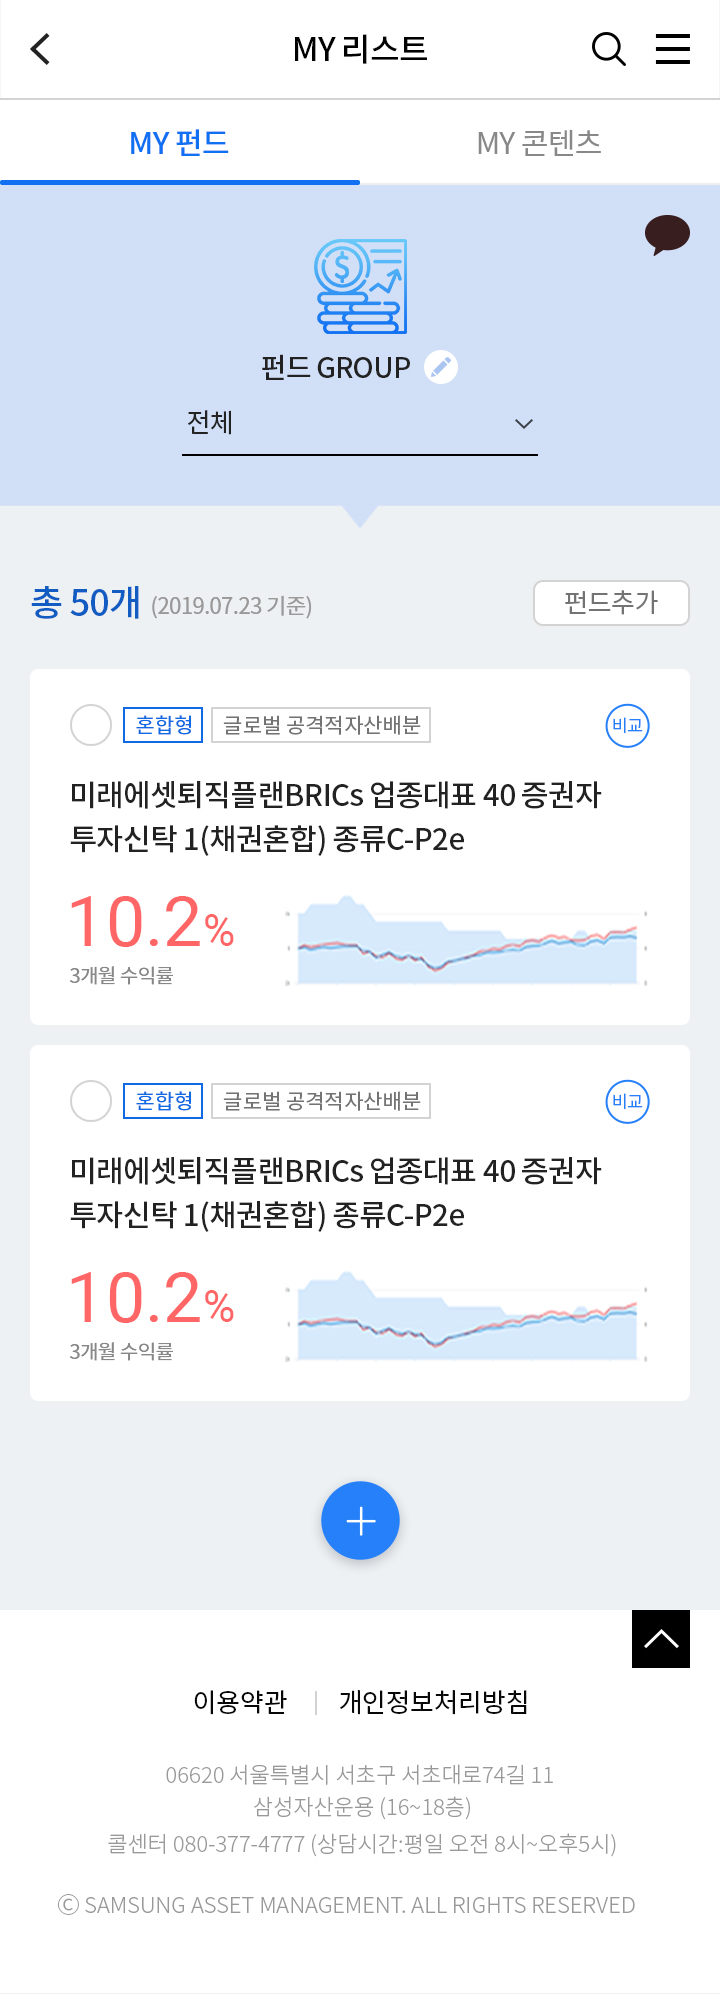 MY 리스트
MY 펀드
MY 콘텐츠
펀드 GROUP
전체
총 50개 (2019.07.23 기준)
펀드추가
혼합형
글로벌 공격적자산배분
비교
미래에셋퇴직플랜BRICs 업종대표 40 증권자
투자신탁 1(채권혼합) 종류C-P2e
10.2%
3개월 수익률
혼합형
글로벌 공격적자산배분
비교
미래에셋퇴직플랜BRICs 업종대표 40 증권자
투자신탁 1(채권혼합) 종류C-P2e
10.2%
3개월 수익률
이용약관 | 개인정보처리방침
06620 서울특별시 서초구 서초대로74길 11
삼성자산운용 (16~18층)
콜센터 080-377-4777 (상담시간:평일 오전 8시~오후5시)
ⓒ SAMSUNG ASSET MANAGEMENT. ALL RIGHTS RESERVED